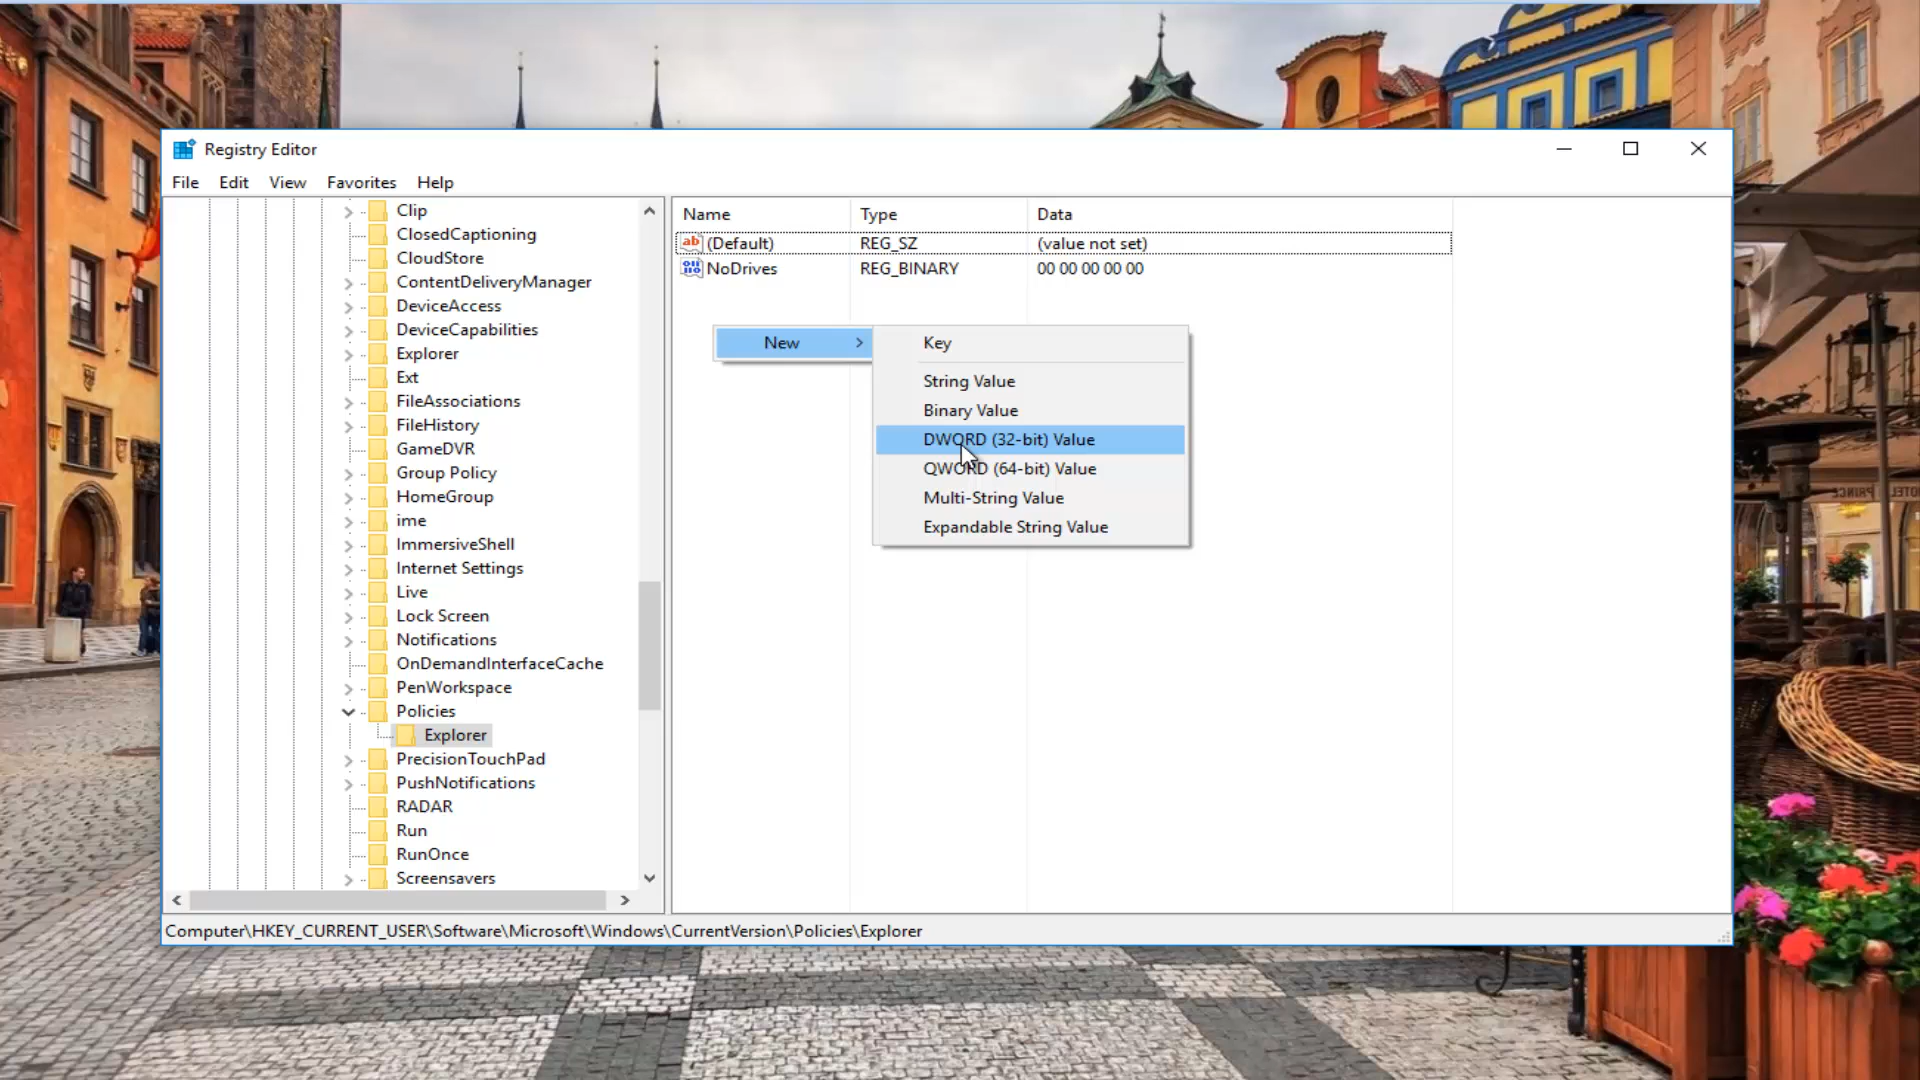 Registry Editor
File Edit View Favorites Help
Clip
ClosedCaptioning
CloudStore
ContentDeliveryManager
DeviceAccess
DeviceCapabilities
Explorer
Ext
FileAssociations
FileHistory
GameDVR
Group Policy
HomeGroup
ime
ImmersiveShell
Internet Settings
Live
Lock Screen
Notifications
OnDemandInterfaceCache
PenWorkspace
Policies
Explorer
PrecisionTouchPad
PushNotifications
RADAR
Run
RunOnce
Screensavers
Name Type Data
(Default) REG_SZ (value not set)
NoDrives REG_BINARY 00 00 00 00 00
New
Key
String Value
Binary Value
DWORD (32-bit) Value
QWORD (64-bit) Value
Multi-String Value
Expandable String Value
Computer\HKEY_CURRENT_USER\Software\Microsoft\Windows\CurrentVersion\Policies\Explorer